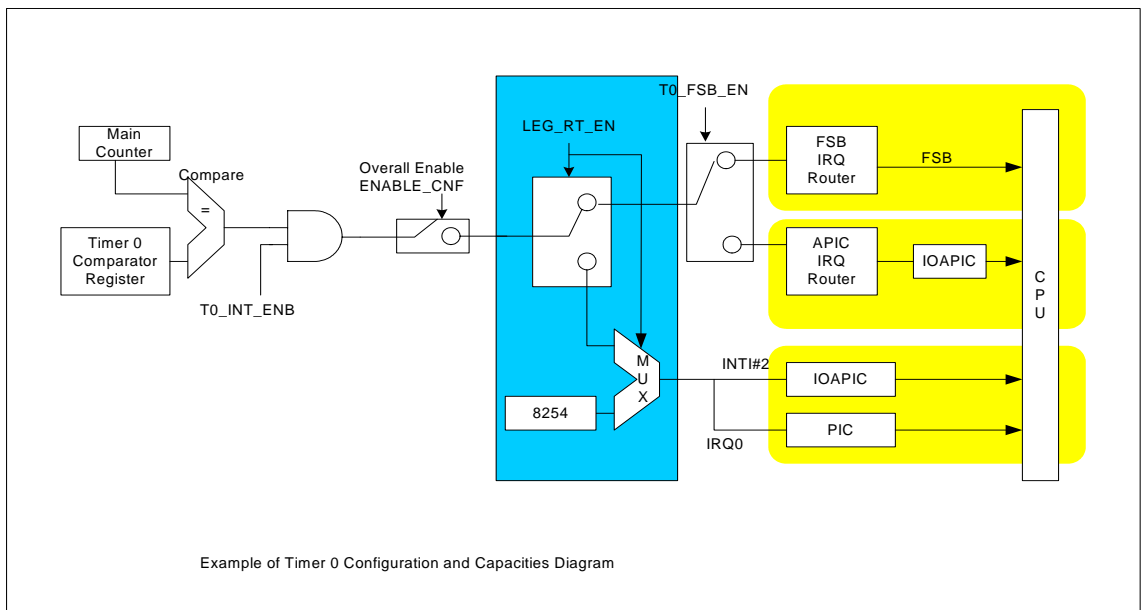 Main
Counter
Compare
=
Timer 0
Comparator
Register
T0_INT_ENB
Overall Enable
ENABLE_CNF
LEG_RT_EN
T0_FSB_EN
FSB
IRQ
Router
FSB
APIC
IRQ
Router
IOAPIC
C
P
U
M
U
X
8254
INTI#2
IOAPIC
IRQ0
PIC
Example of Timer 0 Configuration and Capacities Diagram